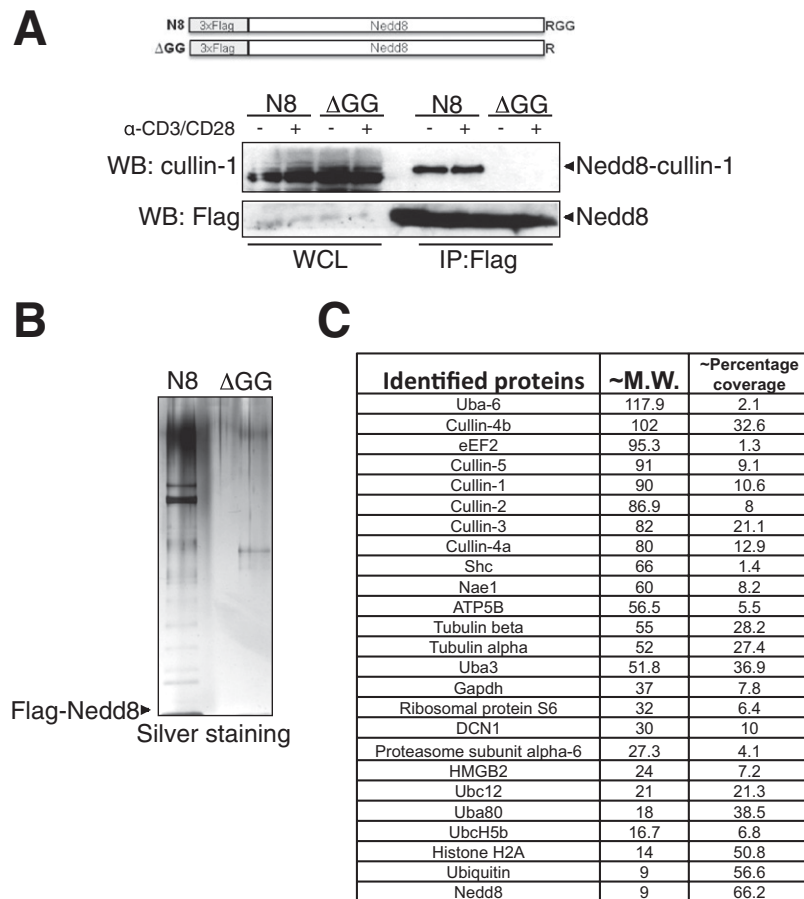 A
N8 3xFlag Nedd8 RGG
ΔGG 3xFlag Nedd8 R
N8 ΔGG N8 ΔGG
α-CD3/CD28 - + - + - + - +
WB: cullin-1 ◄Nedd8-cullin-1
WB: Flag ◄Nedd8
WCL IP:Flag
B
N8 ΔGG
Flag-Nedd8►
Silver staining
C
Identified proteins ~M.W. ~Percentage coverage
Uba-6 117.9 2.1
Cullin-4b 102 32.6
eEF2 95.3 1.3
Cullin-5 91 9.1
Cullin-1 90 10.6
Cullin-2 86.9 8
Cullin-3 82 21.1
Cullin-4a 80 12.9
Shc 66 1.4
Nae1 60 8.2
ATP5B 56.5 5.5
Tubulin beta 55 28.2
Tubulin alpha 52 27.4
Uba3 51.8 36.9
Gapdh 37 7.8
Ribosomal protein S6 32 6.4
DCN1 30 10
Proteasome subunit alpha-6 27.3 4.1
HMGB2 24 7.2
Ubc12 21 21.3
Uba80 18 38.5
UbcH5b 16.7 6.8
Histone H2A 14 50.8
Ubiquitin 9 56.6
Nedd8 9 66.2